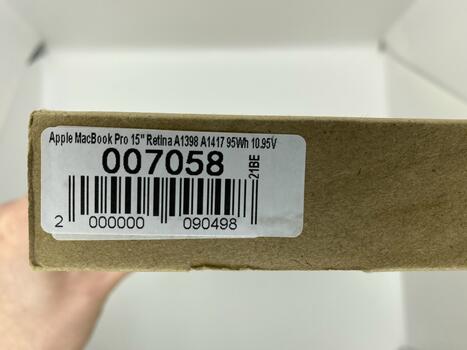 Apple MacBook Pro 15" Retina A1398 A1417 95Wh 10.95V
007058
21BE
2 000000 090498